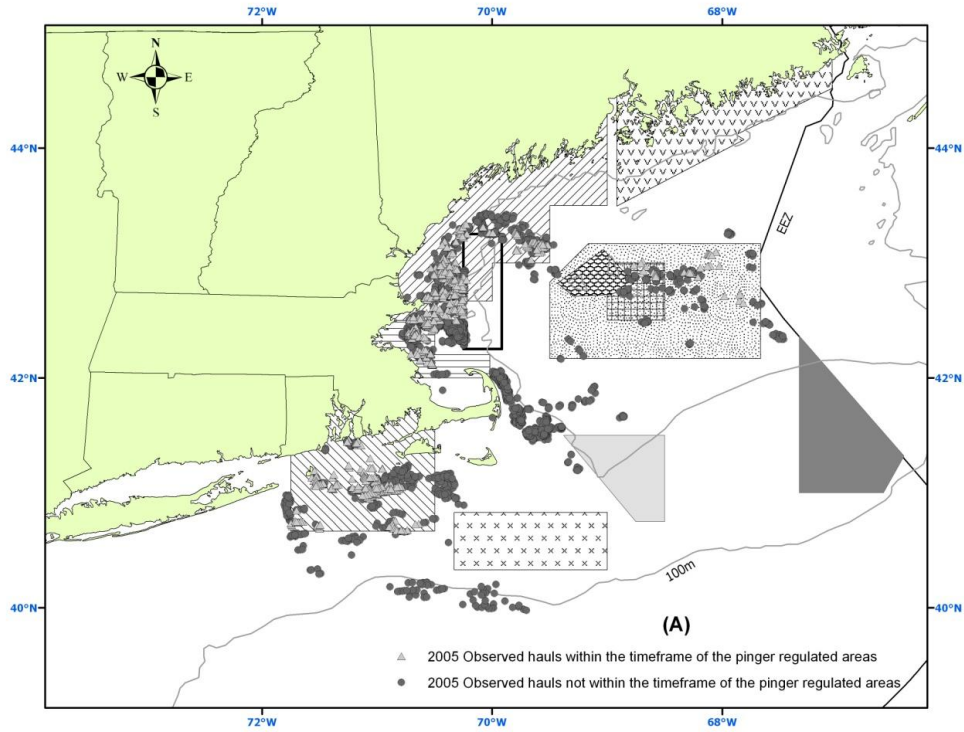 72°W 70°W 68°W
N
W E
S
44°N 44°N
EEZ
42°N 42°N
100m
40°N 40°N
(A)
2005 Observed hauls within the timeframe of the pinger regulated areas
2005 Observed hauls not within the timeframe of the pinger regulated areas
72°W 70°W 68°W